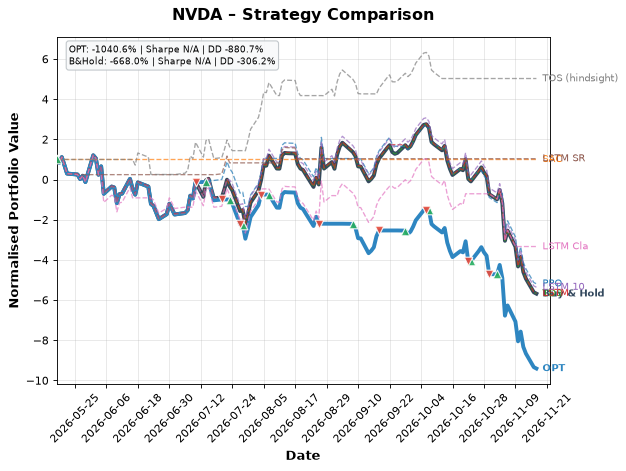 NVDA – Strategy Comparison
OPT: -1040.6% | Sharpe N/A | DD -880.7%
B&Hold: -668.0% | Sharpe N/A | DD -306.2%
TOS (hindsight)
LSTM SR
LSTM Cla
PPO
LSTM 10
Buy & Hold
OPT
Normalised Portfolio Value
6
4
2
0
−2
−4
−6
−8
−10
2026-05-25
2026-06-06
2026-06-18
2026-06-30
2026-07-12
2026-07-24
2026-08-05
2026-08-17
2026-08-29
2026-09-10
2026-09-22
2026-10-04
2026-10-16
2026-10-28
2026-11-09
2026-11-21
Date